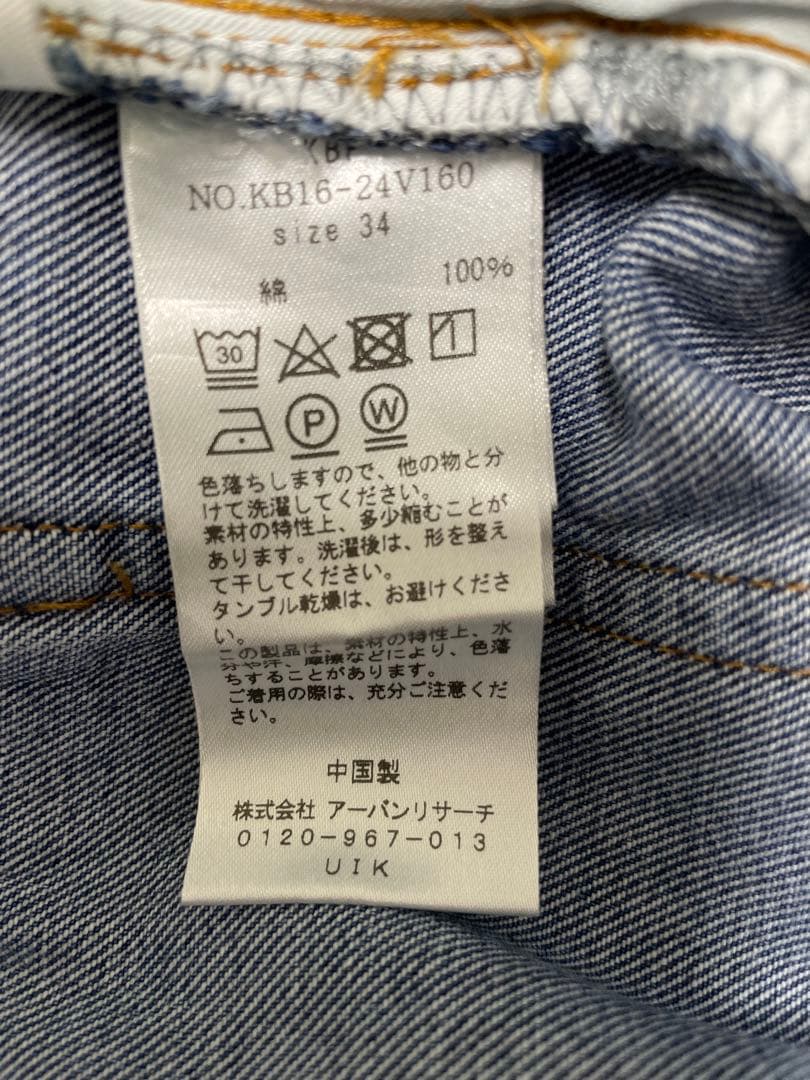 KBF
NO.KB16-24V160
size 34
綿 100%
30
P W
色落ちしますので、他の物と分
けて洗濯してください。
素材の特性上、多少縮むことが
あります。洗濯後は、形を整え
て干してください。
タンブル乾燥は、お避けくださ
い。
この製品は、素材の特性上、水
分や汗、摩擦などにより、色落
ちすることがあります。
ご着用の際は、充分ご注意くだ
さい。
中国製
株式会社 アーバンリサーチ
0120-967-013
UIK